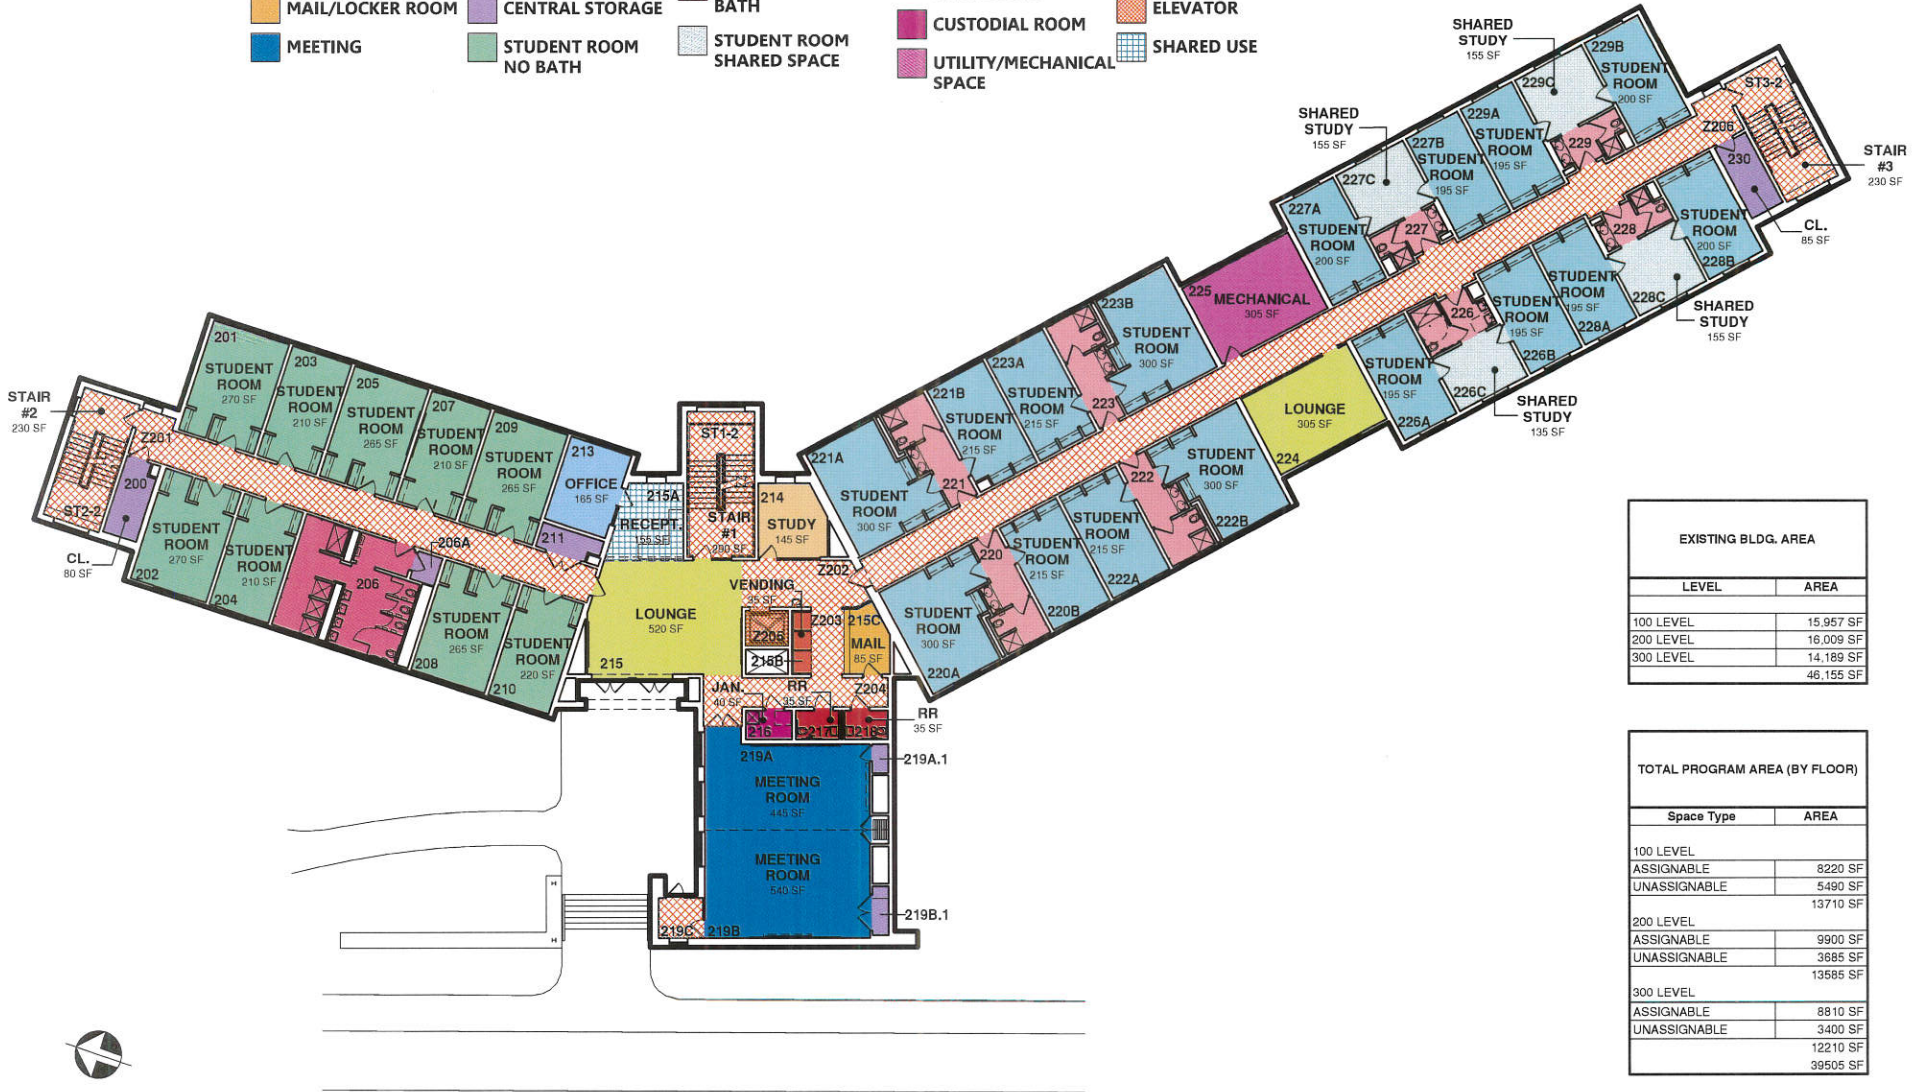 MAIL/LOCKER ROOM
CENTRAL STORAGE
BATH
CUSTODIAL ROOM
ELEVATOR
MEETING
STUDENT ROOM
NO BATH
STUDENT ROOM
SHARED SPACE
UTILITY/MECHANICAL
SPACE
SHARED USE
SHARED
STUDY
155 SF
229B
STUDENT
ROOM
200 SF
229C
ST3-2
229A
STUDENT
ROOM
195 SF
229
Z206
230
STAIR
#3
230 SF
CL.
85 SF
SHARED
STUDY
155 SF
227B
STUDENT
ROOM
195 SF
227C
227A
STUDENT
ROOM
200 SF
227
228
STUDENT
ROOM
200 SF
228B
228C
SHARED
STUDY
155 SF
STUDENT
ROOM
195 SF
228A
226
STUDENT
ROOM
195 SF
226B
226C
SHARED
STUDY
135 SF
STUDENT
ROOM
195 SF
226A
225
MECHANICAL
305 SF
LOUNGE
305 SF
224
223B
STUDENT
ROOM
300 SF
223A
STUDENT
ROOM
215 SF
223
221B
STUDENT
ROOM
215 SF
221A
STUDENT
ROOM
300 SF
221
222
STUDENT
ROOM
300 SF
222B
STUDENT
ROOM
215 SF
222A
220
STUDENT
ROOM
215 SF
220B
STUDENT
ROOM
300 SF
220A
201
STUDENT
ROOM
270 SF
203
STUDENT
ROOM
210 SF
205
STUDENT
ROOM
265 SF
207
STUDENT
ROOM
210 SF
209
STUDENT
ROOM
265 SF
213
OFFICE
165 SF
STAIR
#2
230 SF
Z201
200
ST2-2
CL.
80 SF
STUDENT
ROOM
270 SF
202
STUDENT
ROOM
210 SF
204
206
206A
211
STUDENT
ROOM
265 SF
208
STUDENT
ROOM
220 SF
210
215A
RECEPT.
155 SF
ST1-2
STAIR
#1
214
STUDY
145 SF
Z202
VENDING
35 SF
LOUNGE
520 SF
215
Z205
215B
Z203
215C
MAIL
85 SF
JAN.
40 SF
RR
35 SF
Z204
RR
35 SF
216
217
218
219A
219A.1
MEETING
ROOM
445 SF
MEETING
ROOM
540 SF
219B.1
219C
219B
H
H
EXISTING BLDG. AREA
LEVEL AREA
100 LEVEL 15,957 SF
200 LEVEL 16,009 SF
300 LEVEL 14,189 SF
46,155 SF
TOTAL PROGRAM AREA (BY FLOOR)
Space Type AREA
100 LEVEL
ASSIGNABLE 8220 SF
UNASSIGNABLE 5490 SF
13710 SF
200 LEVEL
ASSIGNABLE 9900 SF
UNASSIGNABLE 3685 SF
13585 SF
300 LEVEL
ASSIGNABLE 8810 SF
UNASSIGNABLE 3400 SF
12210 SF
39505 SF